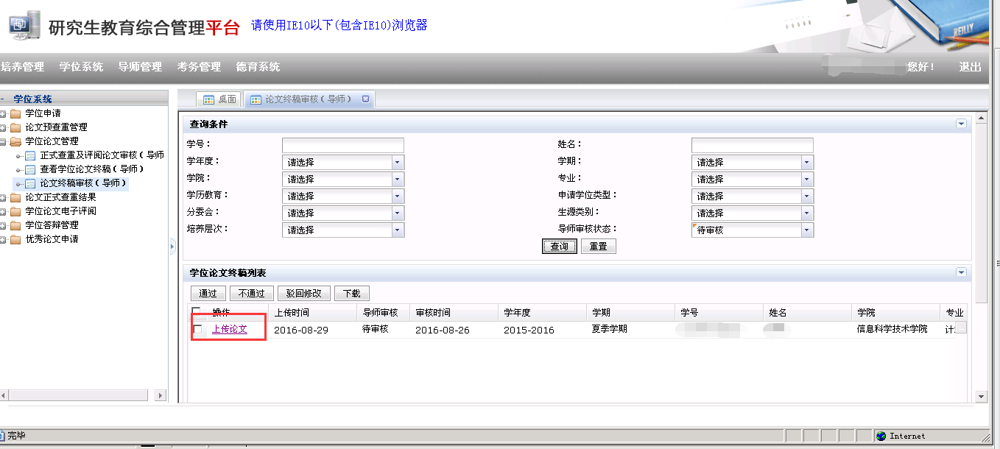 研究生教育综合管理平台 请使用IE10以下(包含IE10)浏览器
REILLY
培养管理 学位系统 导师管理 考务管理 德育系统 您好! 退出
学位系统
学位申请
论文预查重管理
学位论文管理
正式查重及评阅论文审核(导师
查看学位论文终稿(导师)
论文终稿审核(导师)
论文正式查重结果
学位论文电子评阅
学位答辩管理
优秀论文申请
桌面 论文终稿审核(导师)
查询条件
学号: 姓名:
学年度: 请选择 学期: 请选择
学院: 请选择 专业: 请选择
学历教育: 请选择 申请学位类型: 请选择
分委会: 请选择 生源类别: 请选择
培养层次: 请选择 导师审核状态: 待审核
查询 重置
学位论文终稿列表
通过 不通过 驳回修改 下载
操作 上传时间 导师审核 审核时间 学年度 学期 学号 姓名 学院 专业
上传论文 2016-08-29 待审核 2016-08-26 2015-2016 夏季学期 信息科学技术学院 计
完毕 Internet